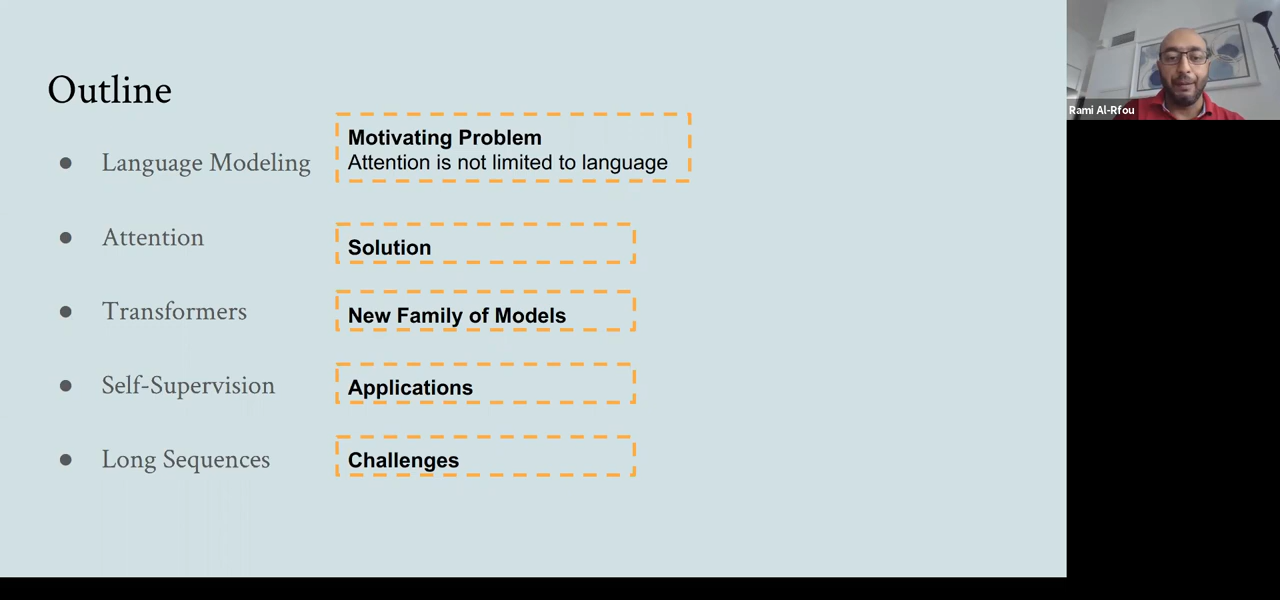 Outline
Language Modeling
Motivating Problem
Attention is not limited to language
Attention
Solution
Transformers
New Family of Models
Self-Supervision
Applications
Long Sequences
Challenges
Rami Al-Rfou